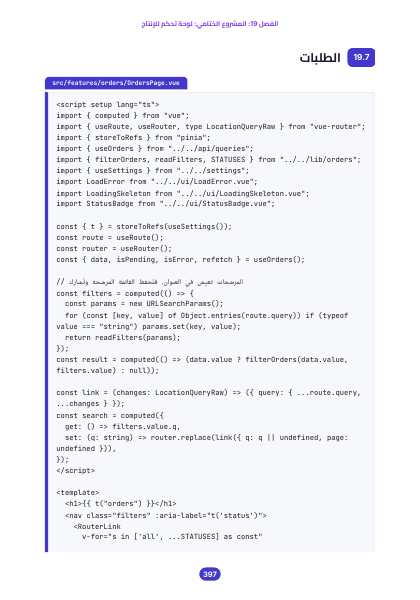 الفصل 19: المشروع الختامي: لوحة تحكم للإنتاج
19.7 الطلبات
src/features/orders/OrdersPage.vue
<script setup lang="ts">
import { computed } from "vue";
import { useRoute, useRouter, type LocationQueryRaw } from "vue-router";
import { storeToRefs } from "pinia";
import { useOrders } from "../../api/queries";
import { filterOrders, readFilters, STATUSES } from "../../lib/orders";
import { useSettings } from "../../settings";
import LoadError from "../../ui/LoadError.vue";
import LoadingSkeleton from "../../ui/LoadingSkeleton.vue";
import StatusBadge from "../../ui/StatusBadge.vue";

const { t } = storeToRefs(useSettings());
const route = useRoute();
const router = useRouter();
const { data, isPending, isError, refetch } = useOrders();

// المرشحات تعيش في العنوان، فتُحفظ القائمة المرشحة وتُشارك
const filters = computed(() => {
  const params = new URLSearchParams();
  for (const [key, value] of Object.entries(route.query)) if (typeof
value === "string") params.set(key, value);
  return readFilters(params);
});
const result = computed(() => (data.value ? filterOrders(data.value,
filters.value) : null));

const link = (changes: LocationQueryRaw) => ({ query: { ...route.query,
...changes } });
const search = computed({
  get: () => filters.value.q,
  set: (q: string) => router.replace(link({ q: q || undefined, page:
undefined })),
});
</script>

<template>
  <h1>{{ t("orders") }}</h1>
  <nav class="filters" :aria-label="t('status')">
    <RouterLink
      v-for="s in ['all', ...STATUSES] as const"
397